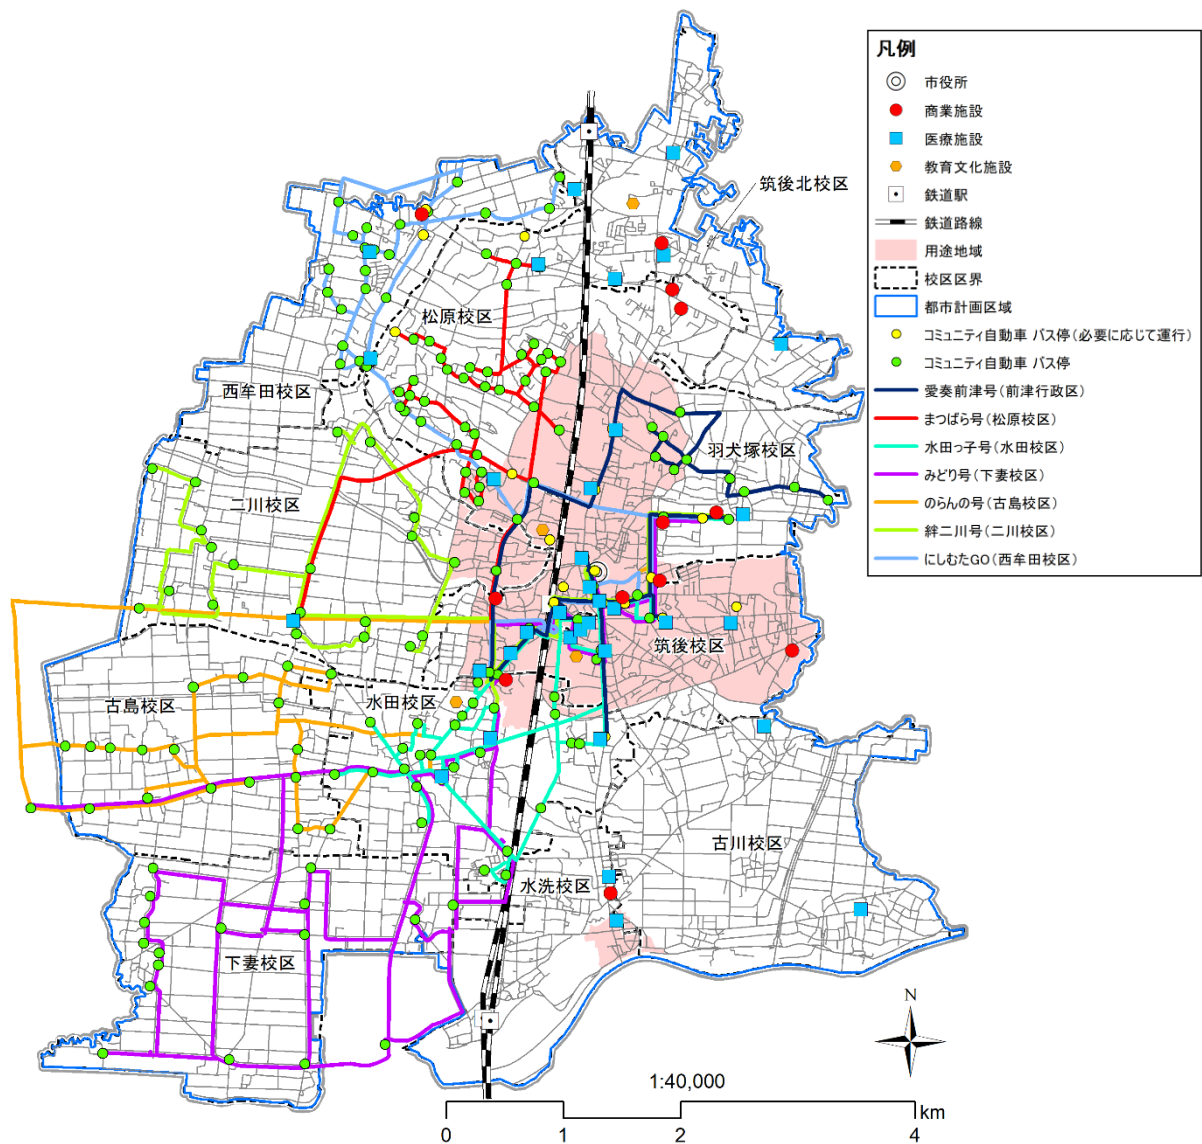 凡例
市役所
商業施設
医療施設
教育文化施設
鉄道駅
鉄道路線
用途地域
校区区界
都市計画区域
コミュニティ自動車 バス停(必要に応じて運行)
コミュニティ自動車 バス停
愛奏前津号(前津行政区)
まつばら号(松原校区)
水田っ子号(水田校区)
みどり号(下妻校区)
のらんの号(古島校区)
絆二川号(二川校区)
にしむたGO(西牟田校区)
筑後北校区
松原校区
西牟田校区
羽犬塚校区
二川校区
筑後校区
古島校区
水田校区
古川校区
水洗校区
下妻校区
N
1:40,000
km
0 1 2 4